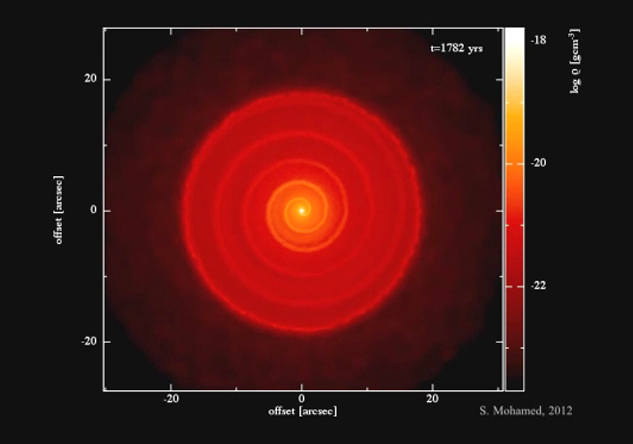 t=1782 yrs
-18
log ϱ [gcm⁻³]
20
-20
offset [arcsec]
0
-22
-20
-20
0
20
offset [arcsec]
S. Mohamed, 2012